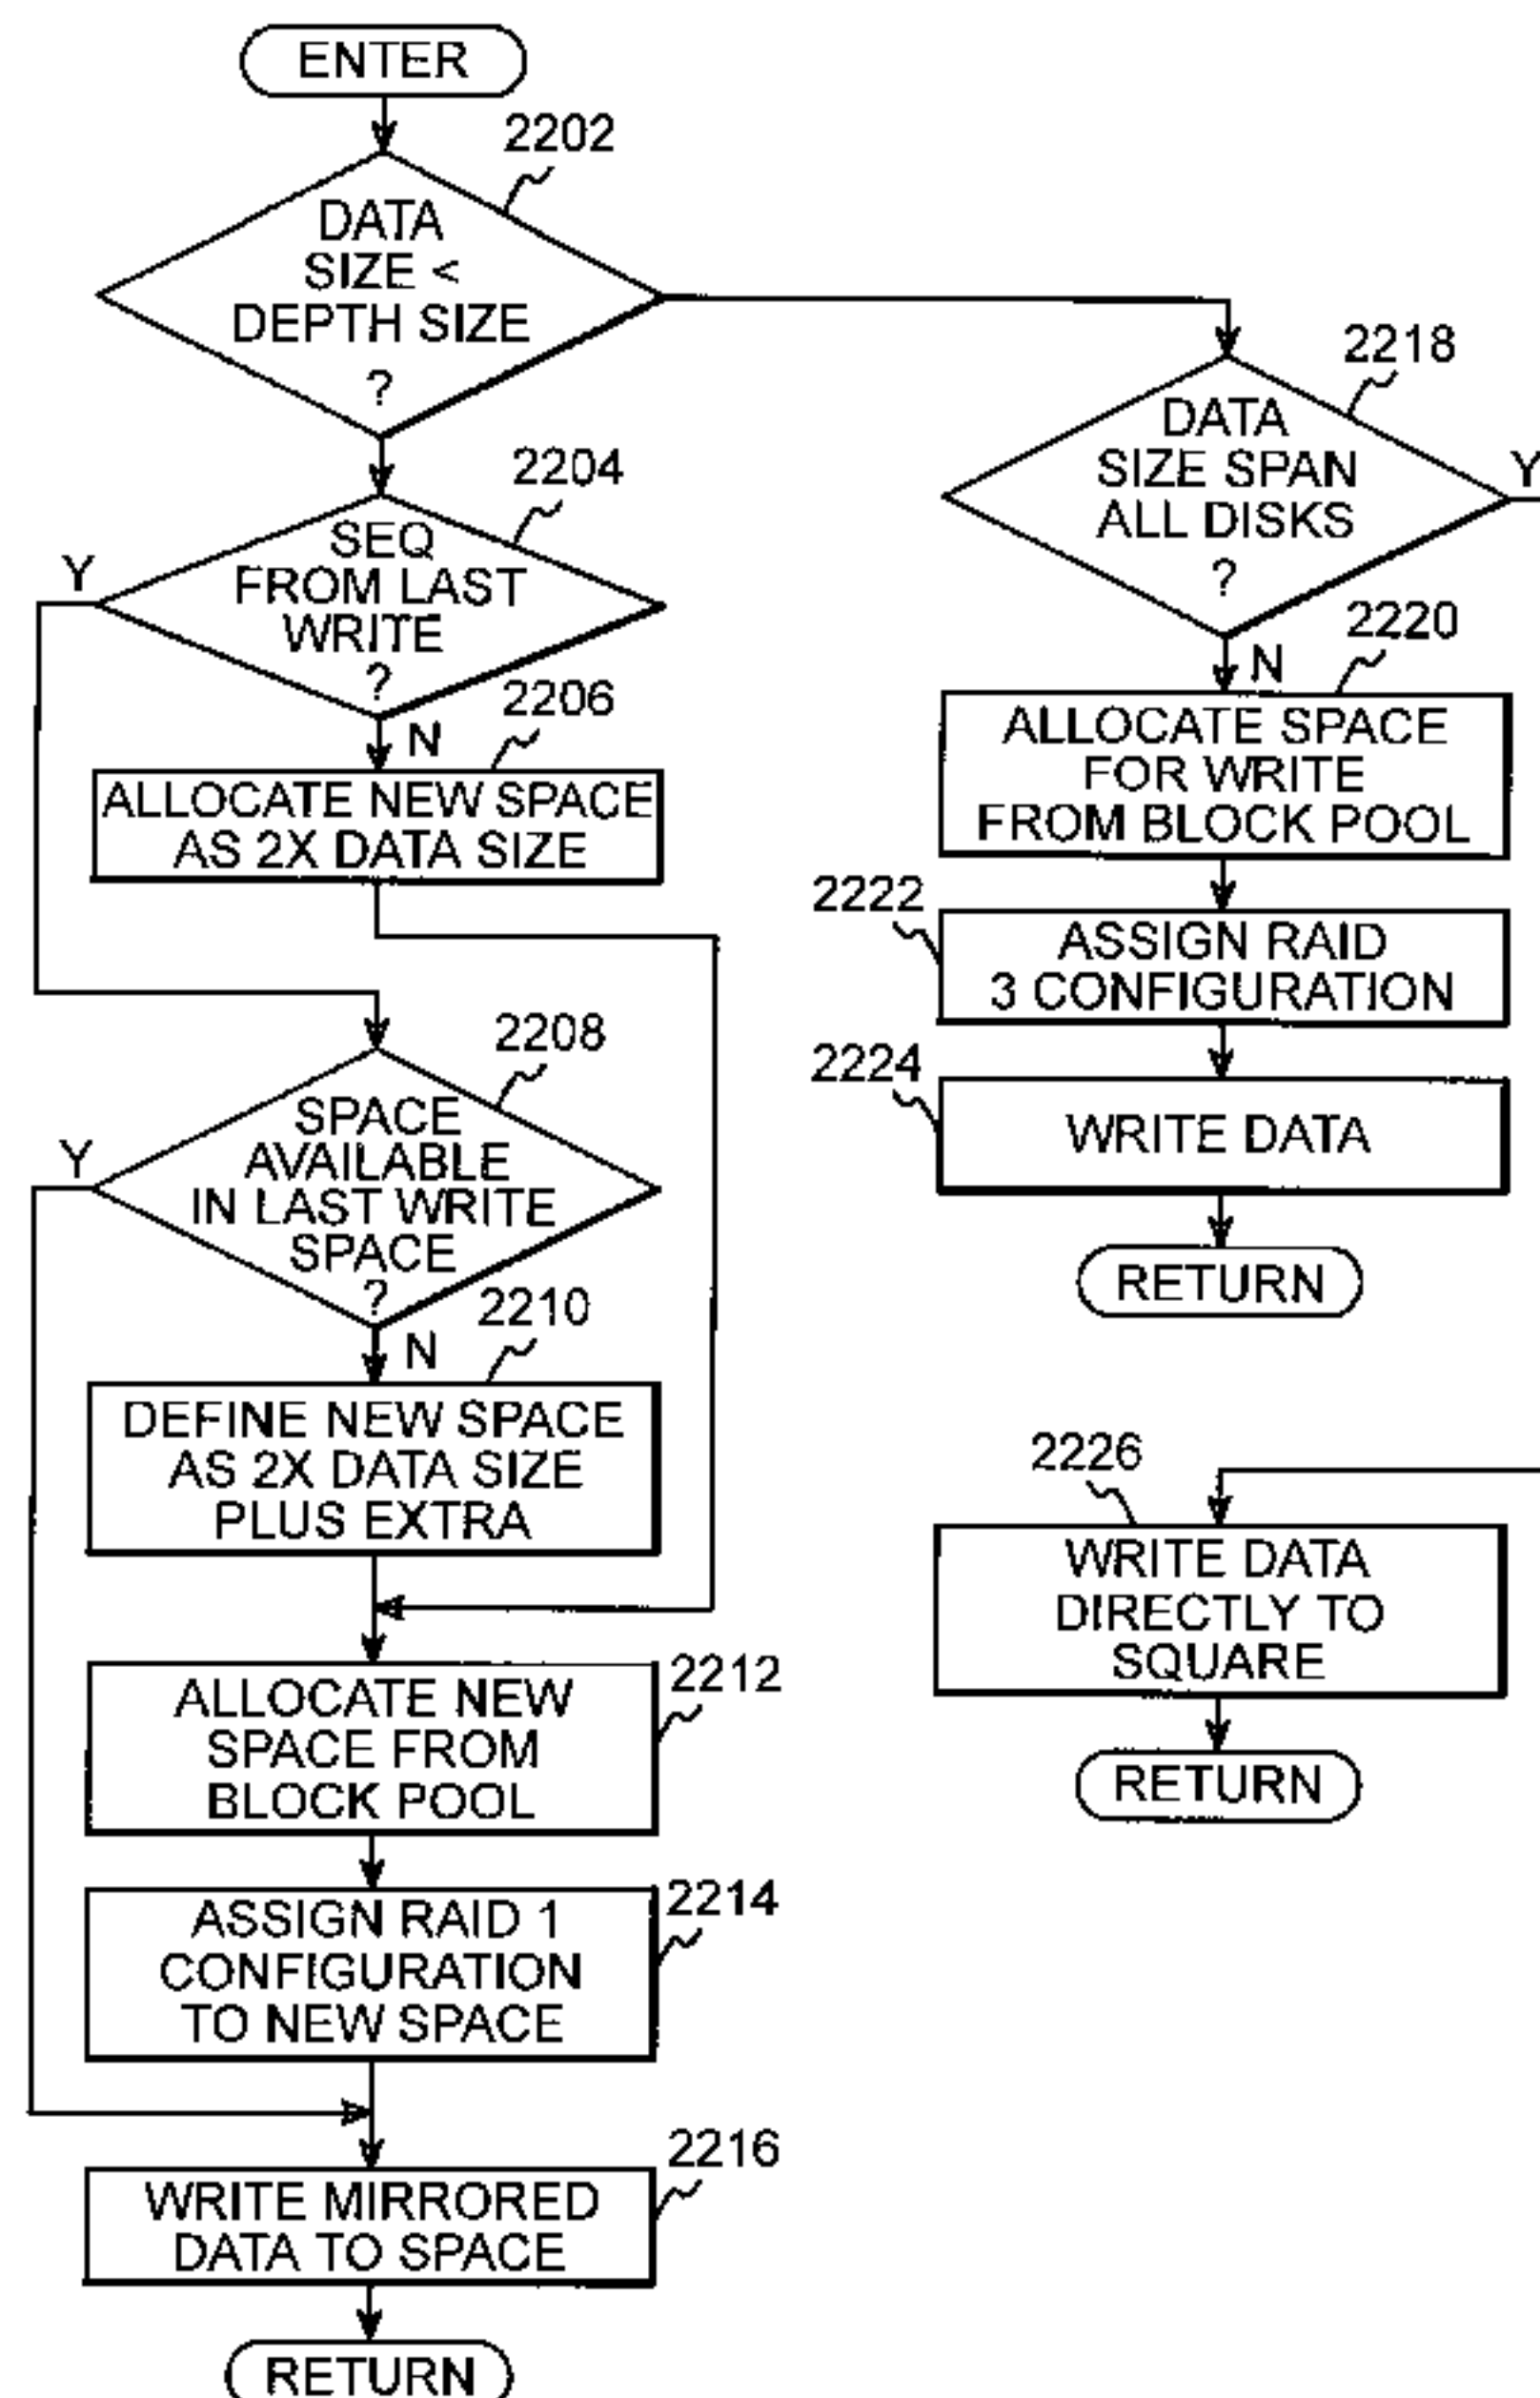 ENTER
2202
DATA
SIZE <
DEPTH SIZE
?
2204
SEQ
FROM LAST
WRITE
?
Y
N
2206
ALLOCATE NEW SPACE
AS 2X DATA SIZE
2208
SPACE
AVAILABLE
IN LAST WRITE
SPACE
?
Y
N
2210
DEFINE NEW SPACE
AS 2X DATA SIZE
PLUS EXTRA
2212
ALLOCATE NEW
SPACE FROM
BLOCK POOL
2214
ASSIGN RAID 1
CONFIGURATION
TO NEW SPACE
2216
WRITE MIRRORED
DATA TO SPACE
RETURN
2218
DATA
SIZE SPAN
ALL DISKS
?
Y
N
2220
ALLOCATE SPACE
FOR WRITE
FROM BLOCK POOL
2222
ASSIGN RAID
3 CONFIGURATION
2224
WRITE DATA
RETURN
2226
WRITE DATA
DIRECTLY TO
SQUARE
RETURN